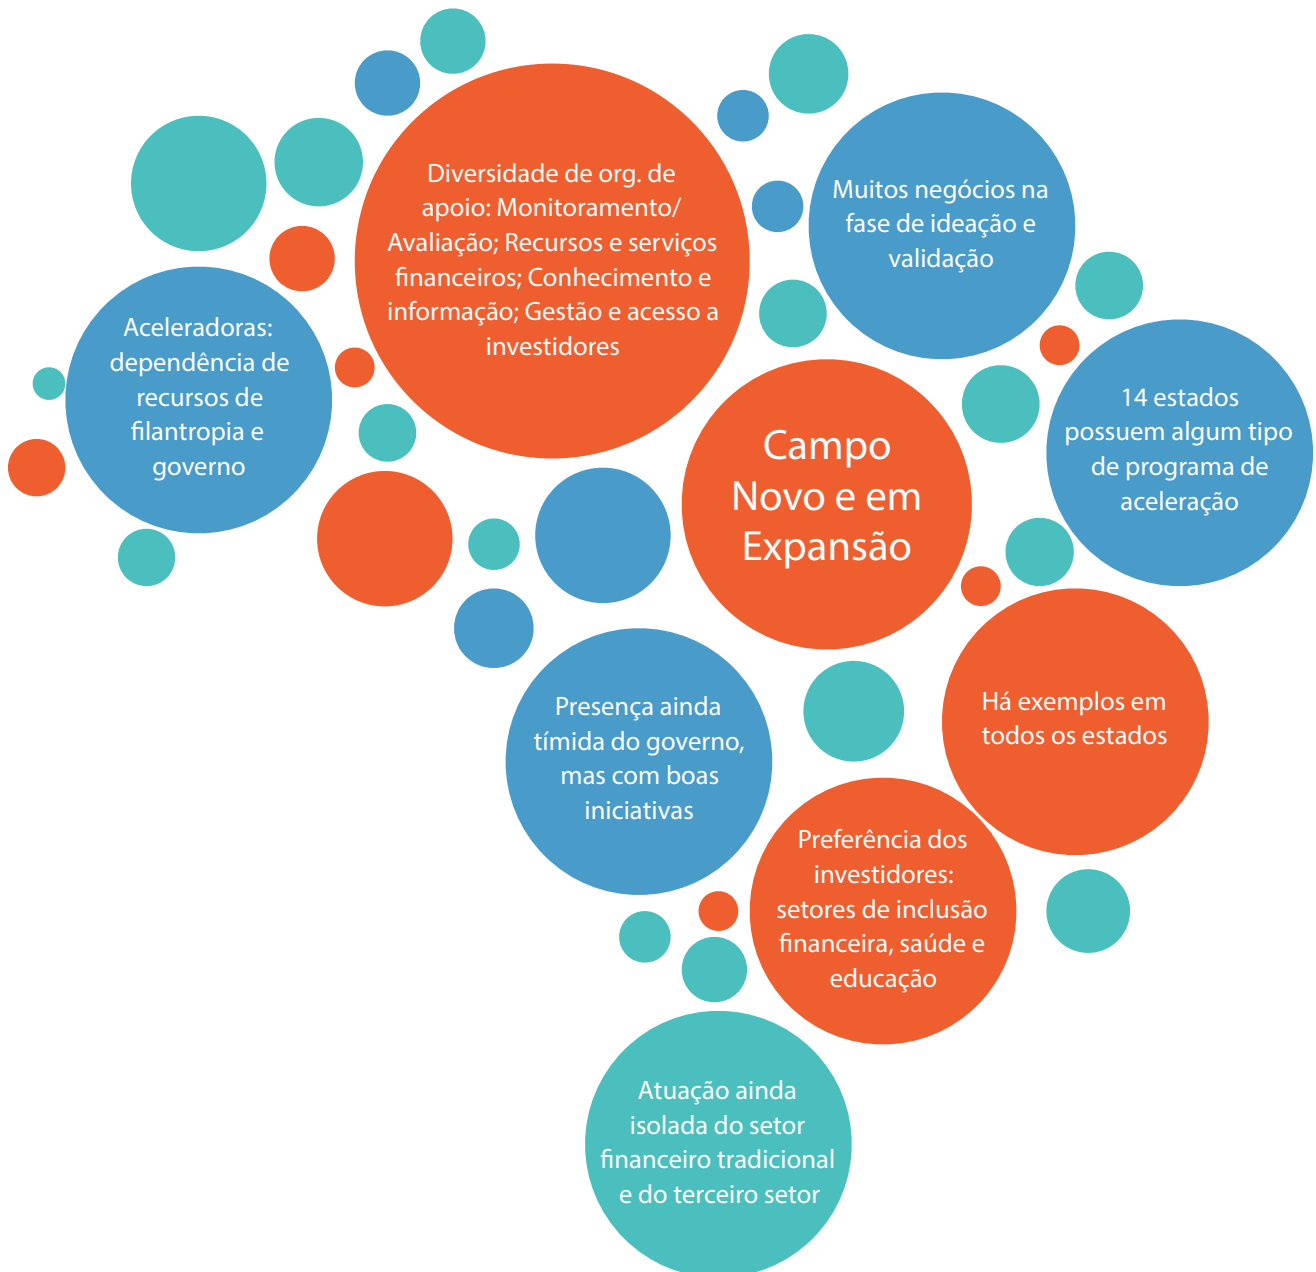 Diversidade de org. de
apoio: Monitoramento/
Avaliação; Recursos e serviços
financeiros; Conhecimento e
informação; Gestão e acesso a
investidores
Muitos negócios na
fase de ideação e
validação
Aceleradoras:
dependência de
recursos de
filantropia e
governo
14 estados
possuem algum tipo
de programa de
aceleração
Campo
Novo e em
Expansão
Presença ainda
tímida do governo,
mas com boas
iniciativas
Há exemplos em
todos os estados
Preferência dos
investidores:
setores de inclusão
financeira, saúde e
educação
Atuação ainda
isolada do setor
financeiro tradicional
e do terceiro setor